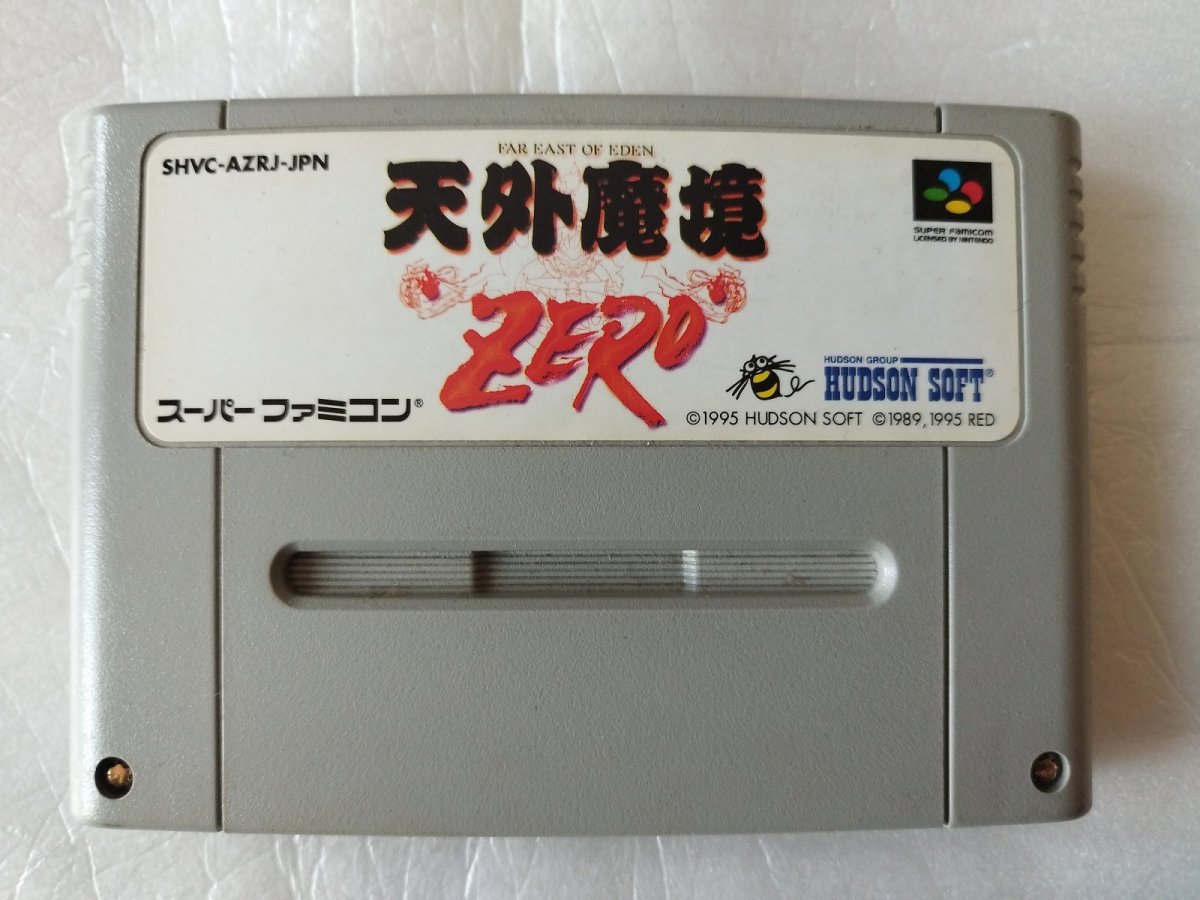 SHVC-AZRJ-JPN
FAR EAST OF EDEN
天外魔境
ZERO
SUPER FAMICOM
LICENSED BY NINTENDO
HUDSON GROUP
HUDSON SOFT®
スーパーファミコン®
©1995 HUDSON SOFT ©1989, 1995 RED